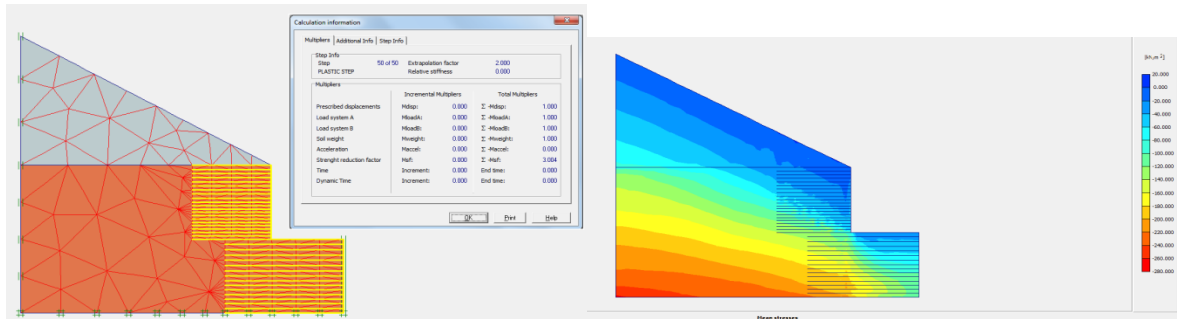 Calculation information
Multipliers Additional Info Step Info
Step Info
Step 50 of 50 Extrapolation factor 2.000
PLASTIC STEP Relative stiffness 0.000
Multipliers
Incremental Multipliers Total Multipliers
Prescribed displacements Mdisp: 0.000 Σ -Mdisp: 1.000
Load system A MloadA: 0.000 Σ -MloadA: 1.000
Load system B MloadB: 0.000 Σ -MloadB: 1.000
Soil weight Mweight: 0.000 Σ -Mweight: 1.000
Acceleration Maccel: 0.000 Σ -Maccel: 0.000
Strenght reduction factor Msf: 0.000 Σ -Msf: 3.004
Time Increment: 0.000 End time: 0.000
Dynamic Time Increment: 0.000 End time: 0.000
OK Print Help
[kN/m²]
20.000
0.000
-20.000
-40.000
-60.000
-80.000
-100.000
-120.000
-140.000
-160.000
-180.000
-200.000
-220.000
-240.000
-260.000
-280.000
Mean stresses